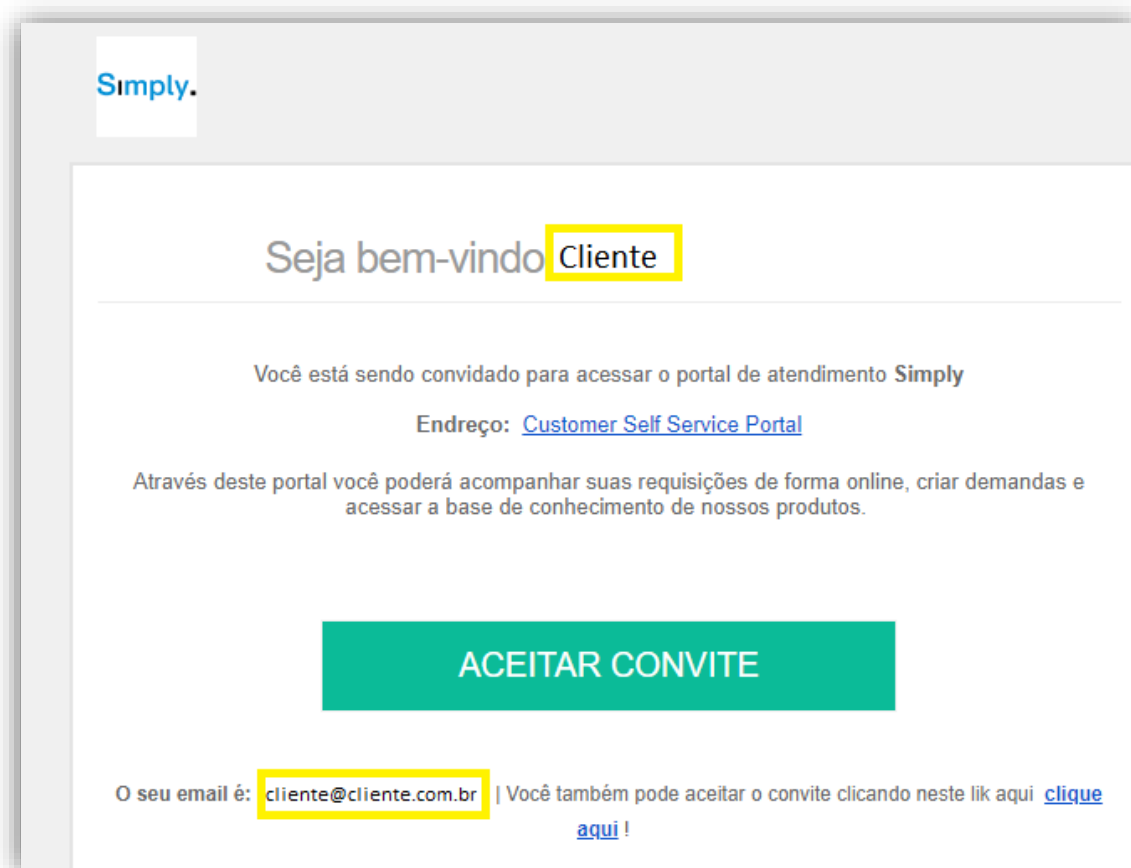 Simply.
Seja bem-vindo Cliente
Você está sendo convidado para acessar o portal de atendimento Simply
Endreço: Customer Self Service Portal
Através deste portal você poderá acompanhar suas requisições de forma online, criar demandas e
acessar a base de conhecimento de nossos produtos.
ACEITAR CONVITE
O seu email é: cliente@cliente.com.br | Você também pode aceitar o convite clicando neste lik aqui clique
aqui !